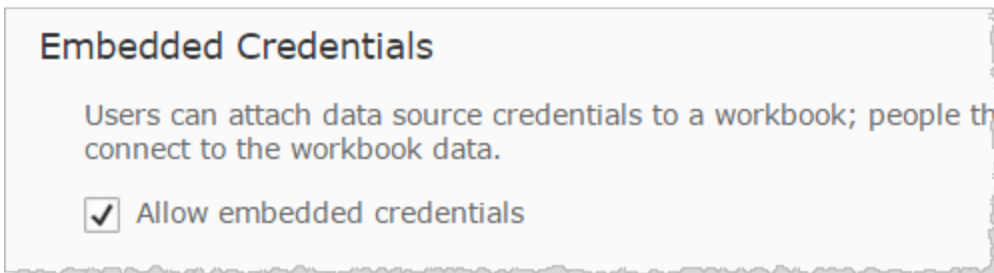 Embedded Credentials
Users can attach data source credentials to a workbook; people th
connect to the workbook data.
Allow embedded credentials